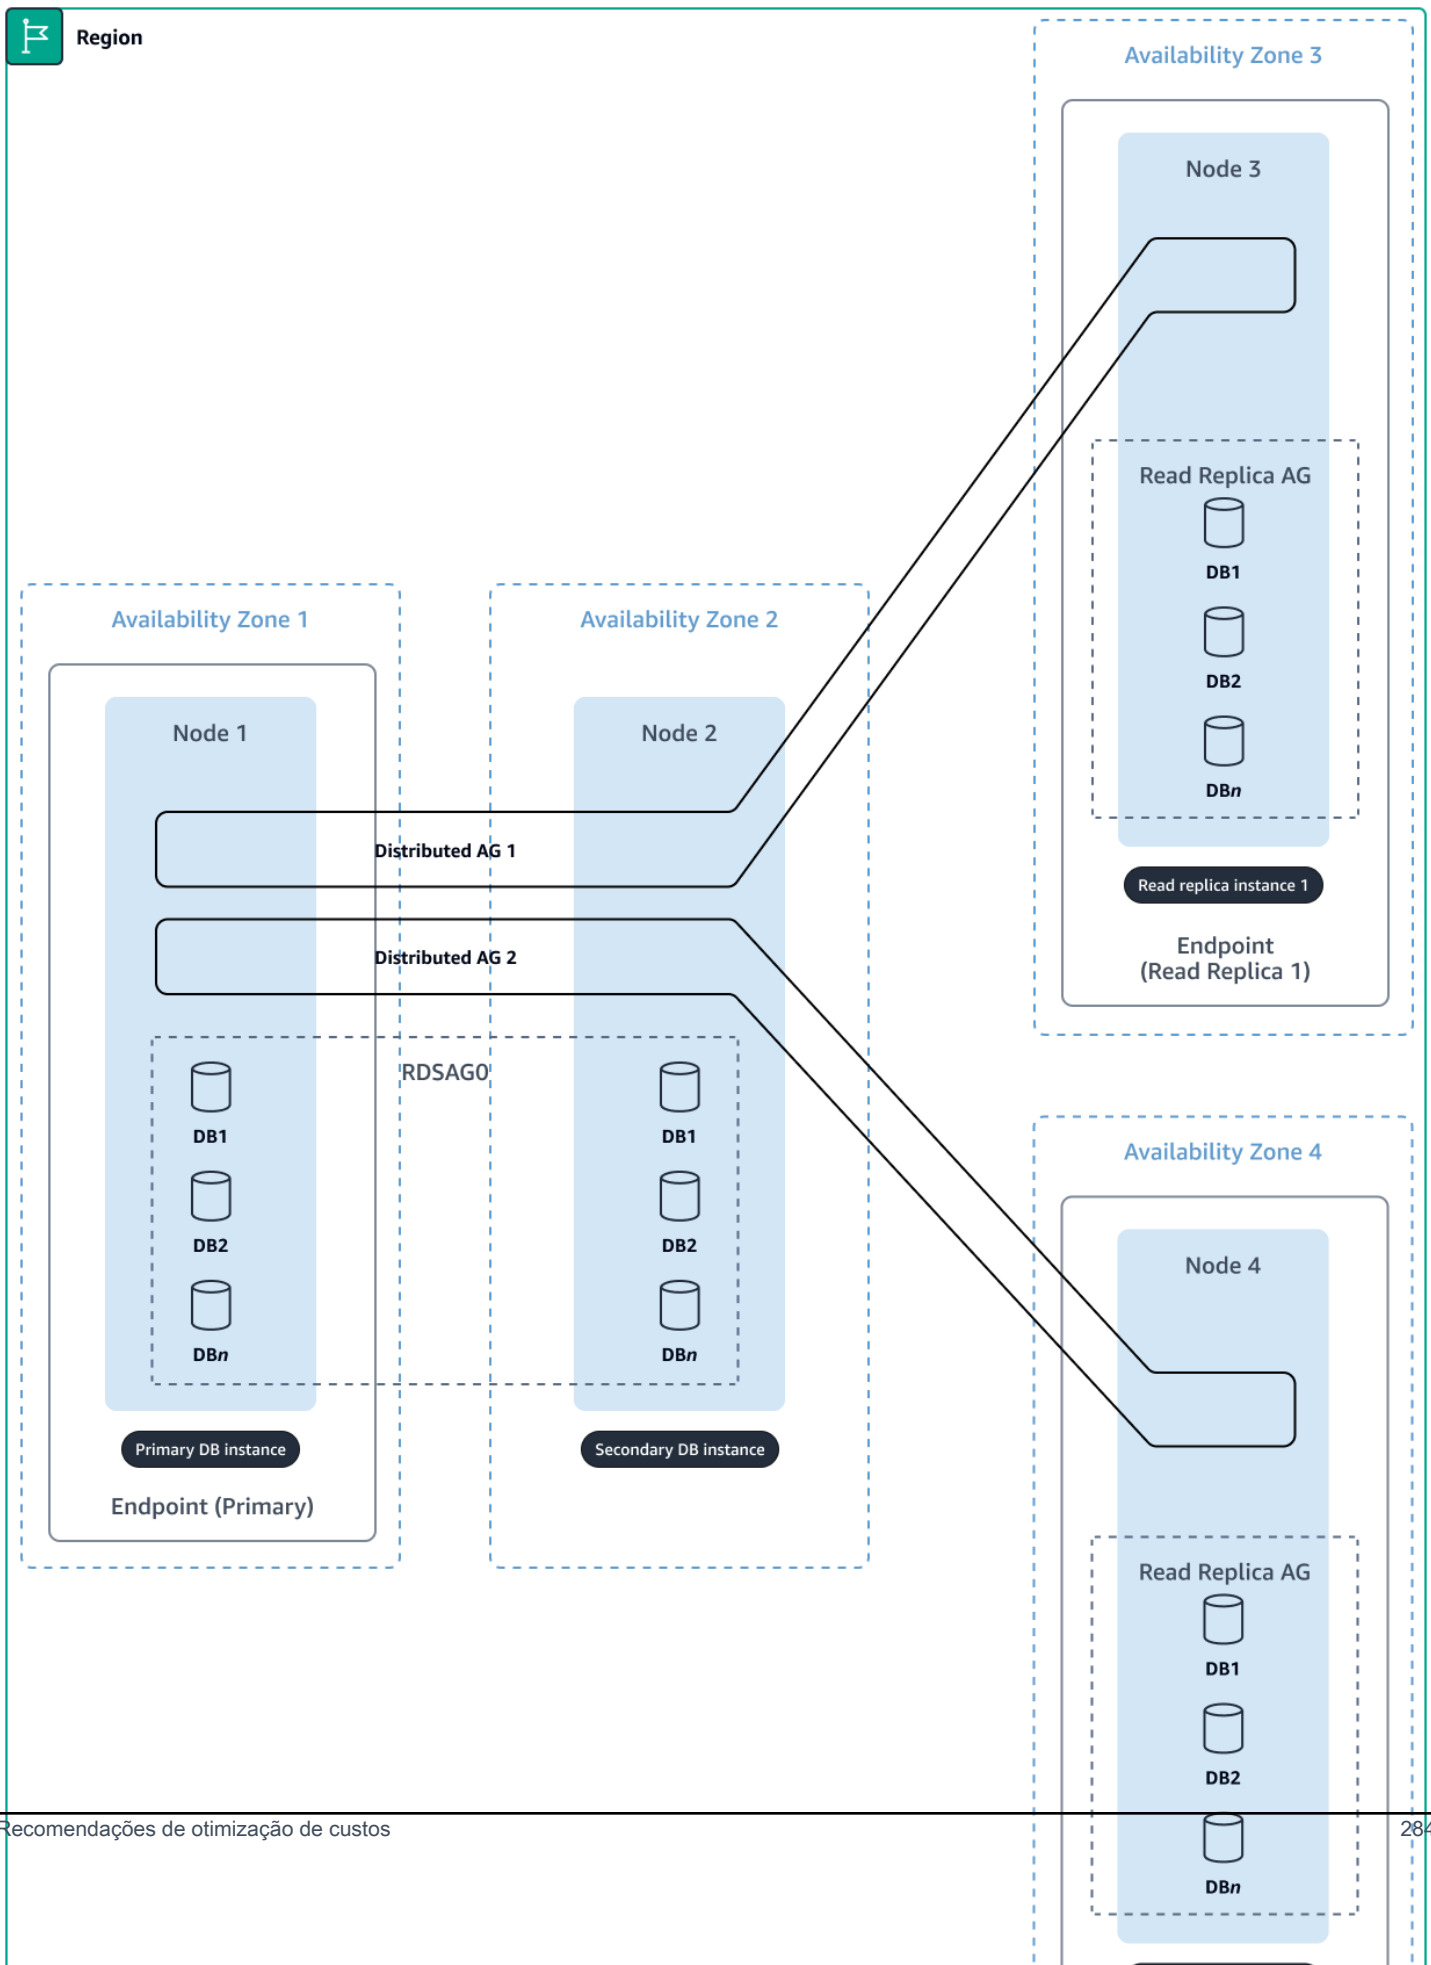 Region
Availability Zone 3
Node 3
Read Replica AG
DB1
DB2
DBn
Read replica instance 1
Endpoint
(Read Replica 1)
Availability Zone 1
Node 1
Availability Zone 2
Node 2
Distributed AG 1
Distributed AG 2
RDSAG0
DB1
DB2
DBn
DB1
DB2
DBn
Primary DB instance
Endpoint (Primary)
Secondary DB instance
Availability Zone 4
Node 4
Read Replica AG
DB1
DB2
DBn
Recomendações de otimização de custos
284